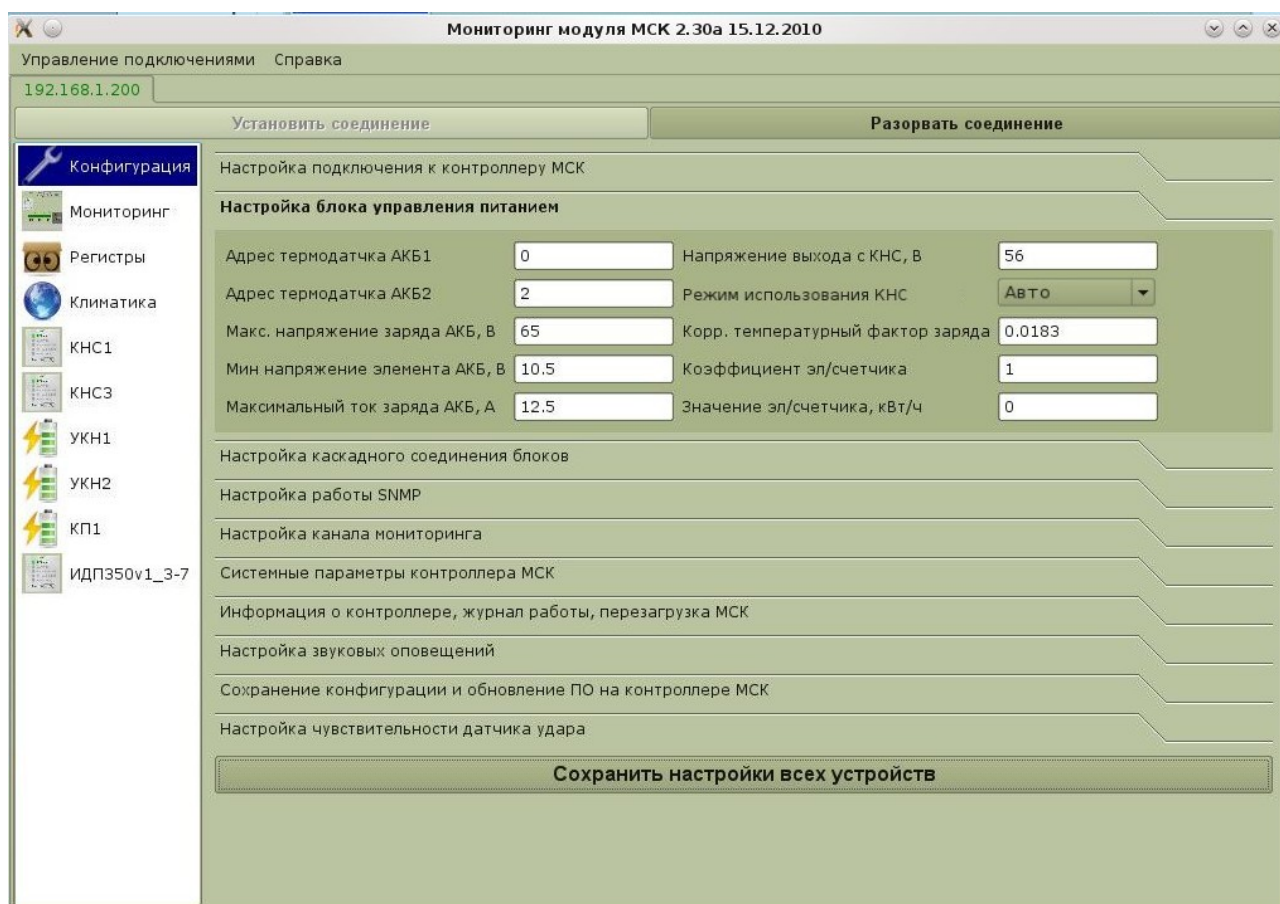 Мониторинг модуля МСК 2.30а 15.12.2010
Управление подключениями Справка
192.168.1.200
Установить соединение Разорвать соединение
Конфигурация
Мониторинг
Регистры
Климатика
КНС1
КНС3
УКН1
УКН2
КП1
ИДП350v1_3-7
Настройка подключения к контроллеру МСК
Настройка блока управления питанием
Адрес термодатчка АКБ1 0 Напряжение выхода с КНС, В 56
Адрес термодатчка АКБ2 2 Режим использования КНС Авто
Макс. напряжение заряда АКБ, В 65 Корр. температурный фактор заряда 0.0183
Мин напряжение элемента АКБ, В 10.5 Коэффициент эл/счетчика 1
Максимальный ток заряда АКБ, А 12.5 Значение эл/счетчика, кВт/ч 0
Настройка каскадного соединения блоков
Настройка работы SNMP
Настройка канала мониторинга
Системные параметры контроллера МСК
Информация о контроллере, журнал работы, перезагрузка МСК
Настройка звуковых оповещений
Сохранение конфигурации и обновление ПО на контроллере МСК
Настройка чувствительности датчика удара
Сохранить настройки всех устройств